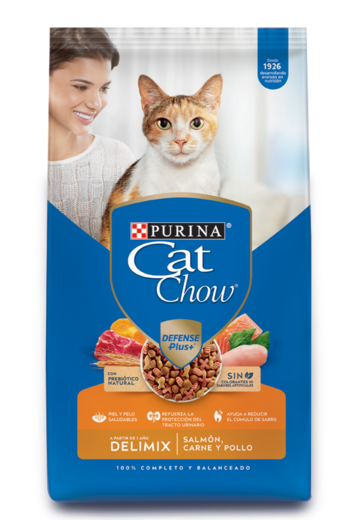 Desde
1926
desarrollando
avances en
nutrición
PURINA®
Cat
Chow®
DEFENSE
Plus+
CON
PREBIÓTICO
NATURAL
SIN
COLORANTES NI
SABORES ARTIFICIALES
PIEL Y PELO
SALUDABLES
REFUERZA LA
PROTECCIÓN DEL
TRACTO URINARIO
AYUDA A REDUCIR
EL CÚMULO DE SARRO
A PARTIR DE 1 AÑO
DELIMIX
SALMÓN,
CARNE Y POLLO
100% COMPLETO Y BALANCEADO